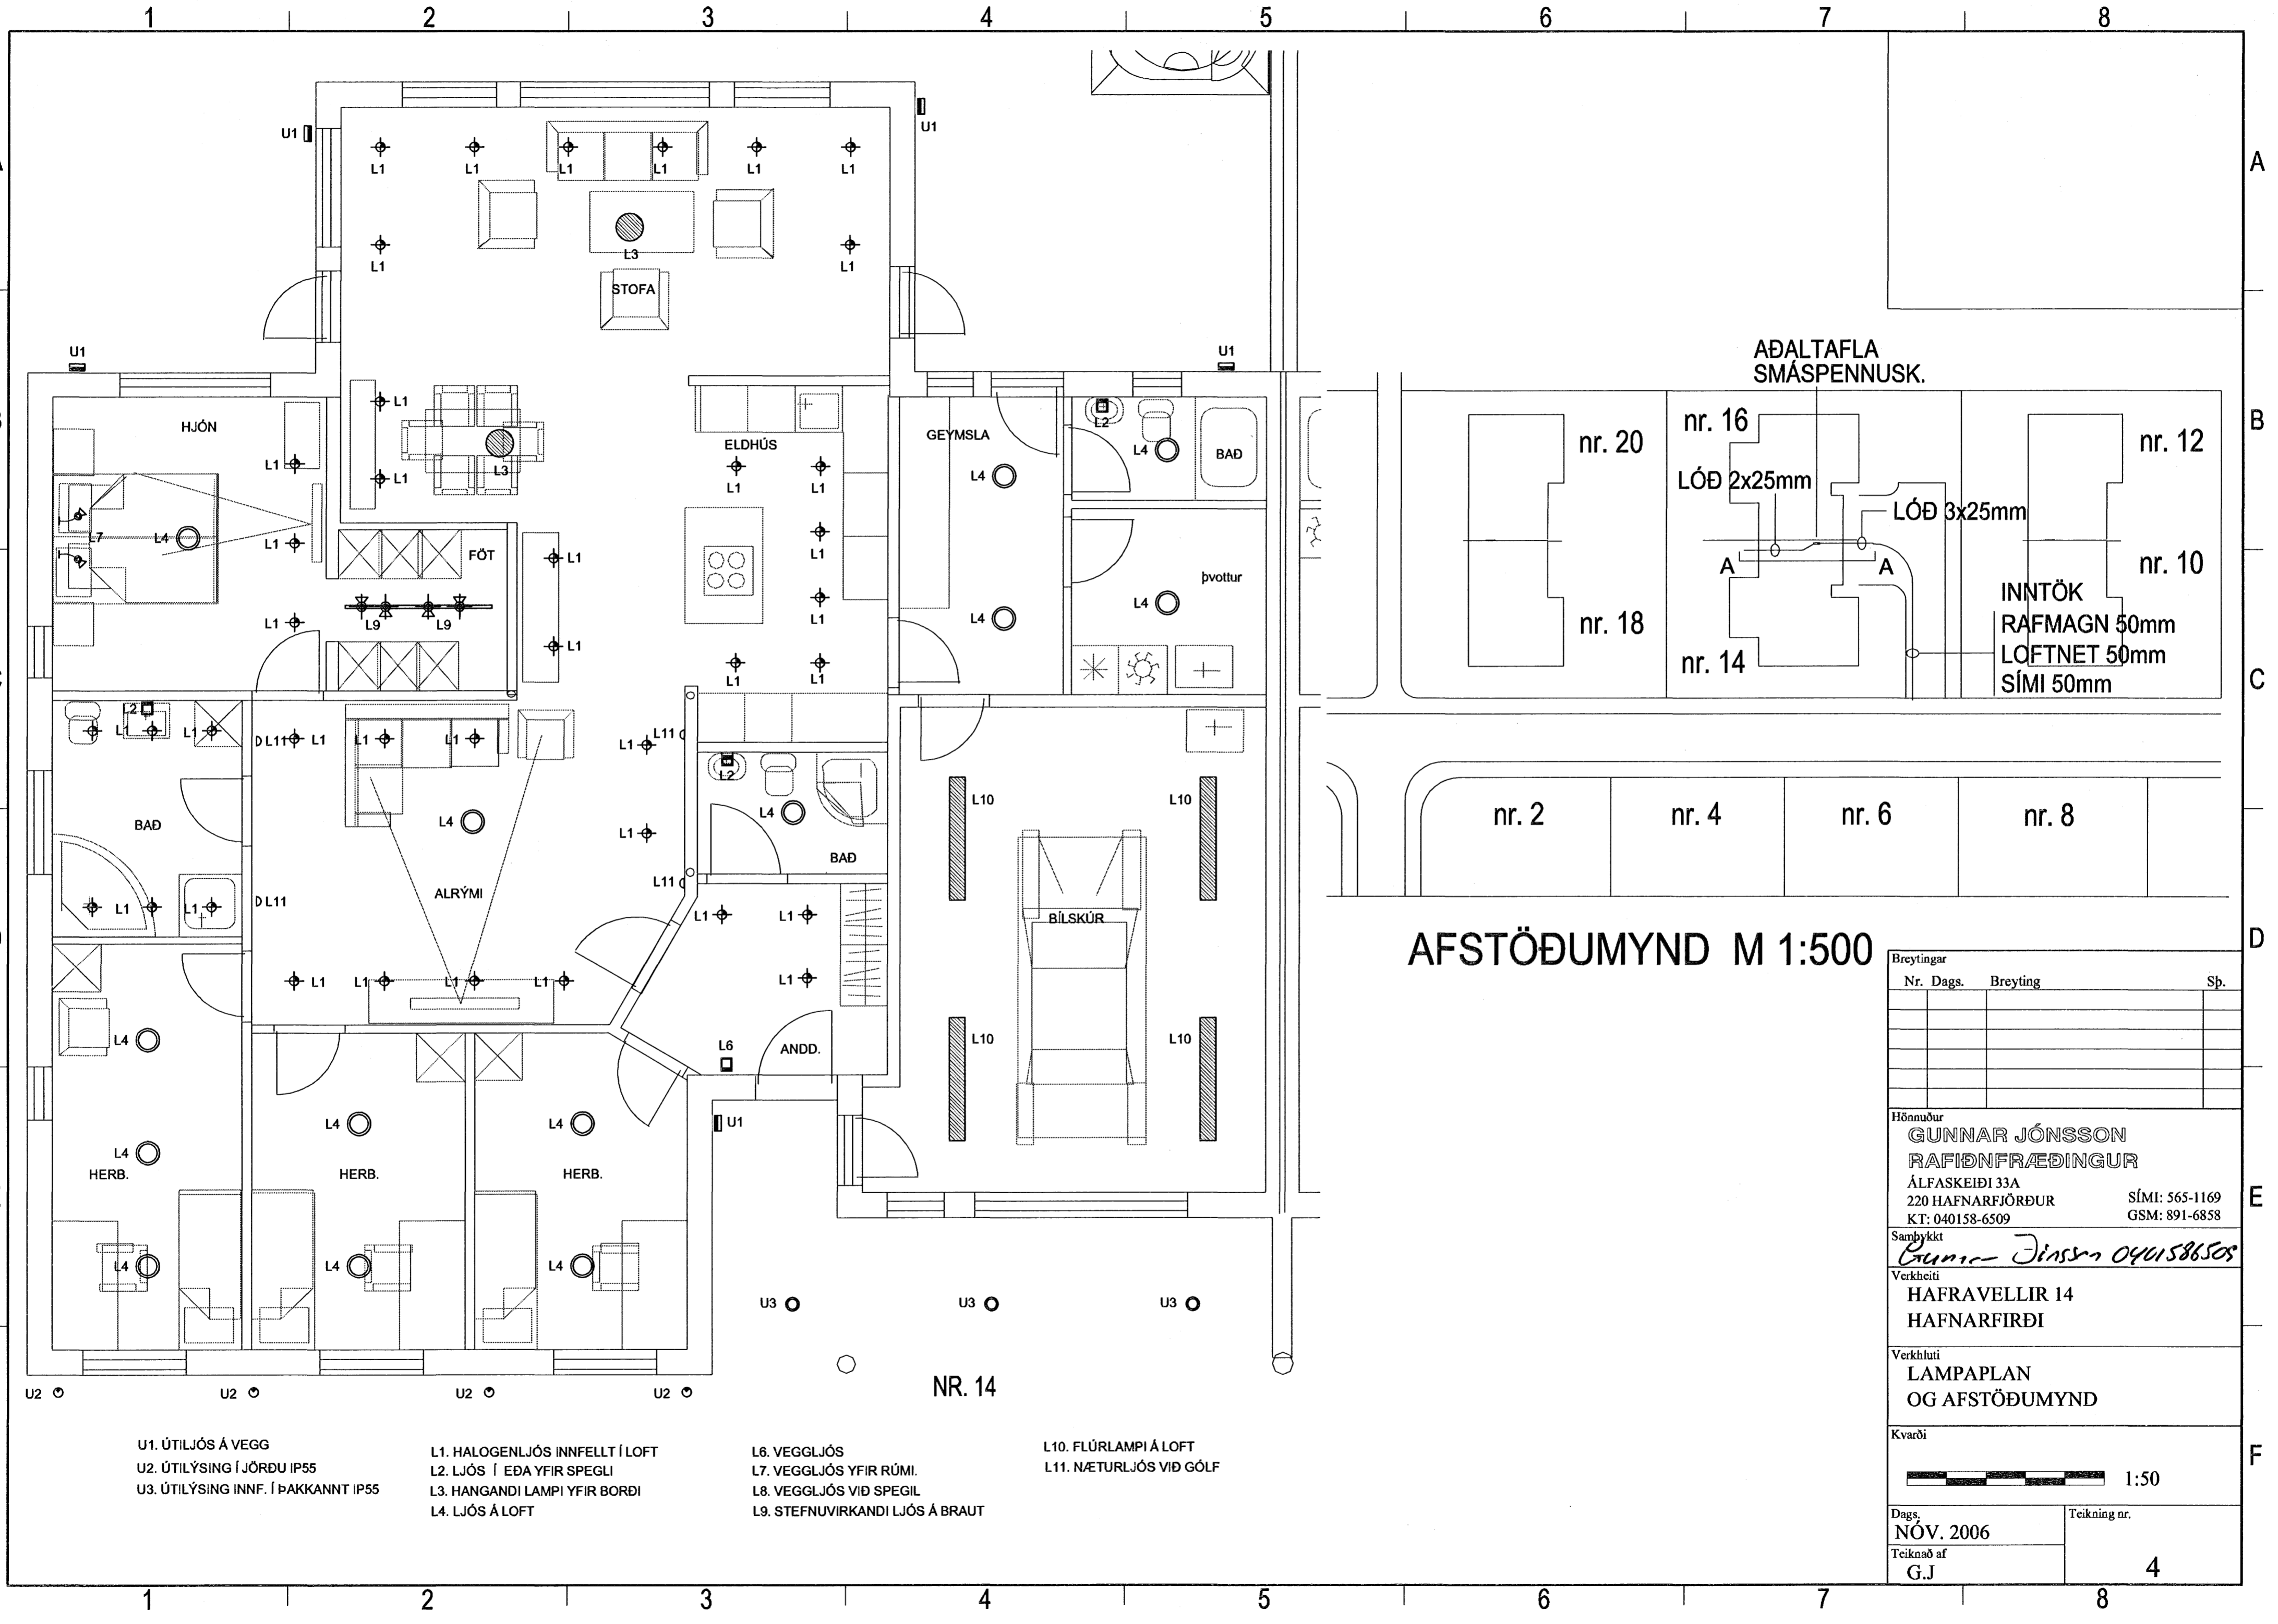 1 2 3 4 5 6 7 8
A A
B B
C C
D D
E E
F
U1 U1
L1 L1 L1 L1 L1 L1
L3
L1 L1
STOFA
U1 U1
L1
HJÓN
L1
L3
L1
ELDHÚS
L1 L1
L1
L1
L1
L1
GEYMSLA
L4
L2
L4
BAÐ
L7
L4
L1
L1
FÖT
L9 L9
L1
L1
L4
þvottur
L4
L2
L1 L1
L11 L1 L1 L1 L1 L11
BAÐ
L4
L1
L2
L4
BAÐ
L1 L1
L11
ALRÝMI
L11
L1 L1
L1
L1 L1 L1 L1
L10 L10
BÍLSKÚR
L10 L10
L6
ANDD.
U1
L4
L4
HERB.
L4
L4
HERB.
L4
L4
HERB.
L4
U3 U3 U3
U2 U2 U2 U2
NR. 14
AÐALTAFLA
SMÁSPENNUSK.
nr. 20
nr. 16
nr. 12
LÓÐ 2x25mm
LÓÐ 3x25mm
A A
nr. 10
nr. 18
nr. 14
INNTÖK
RAFMAGN 50mm
LOFTNET 50mm
SÍMI 50mm
nr. 2 nr. 4 nr. 6 nr. 8
AFSTÖÐUMYND M 1:500
U1. ÚTILJÓS Á VEGG
U2. ÚTILÝSING Í JÖRÐU IP55
U3. ÚTILÝSING INNF. Í ÞAKKANNT IP55
L1. HALOGENLJÓS INNFELLT Í LOFT
L2. LJÓS Í EÐA YFIR SPEGLI
L3. HANGANDI LAMPI YFIR BORÐI
L4. LJÓS Á LOFT
L6. VEGGLJÓS
L7. VEGGLJÓS YFIR RÚMI.
L8. VEGGLJÓS VIÐ SPEGIL
L9. STEFNUVIRKANDI LJÓS Á BRAUT
L10. FLÚRLAMPI Á LOFT
L11. NÆTURLJÓS VIÐ GÓLF
Breytingar
Nr. Dags. Breyting Sþ.
Hönnuður
GUNNAR JÓNSSON
RAFIÐNFRÆÐINGUR
ÁLFASKEIÐI 33A
220 HAFNARFJÖRÐUR SÍMI: 565-1169
KT: 040158-6509 GSM: 891-6858
Samþykkt
Gunnar Jónsson 0401586509
Verkheiti
HAFRAVELLIR 14
HAFNARFIRÐI
Verkhluti
LAMPAPLAN
OG AFSTÖÐUMYND
Kvarði
1:50
Dags.
NÓV. 2006
Teikning nr.
4
Teiknað af
G.J
1 2 3 4 5 6 7 8